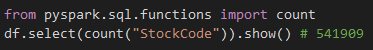 from pyspark.sql.functions import count
df.select(count("StockCode")).show() # 541909